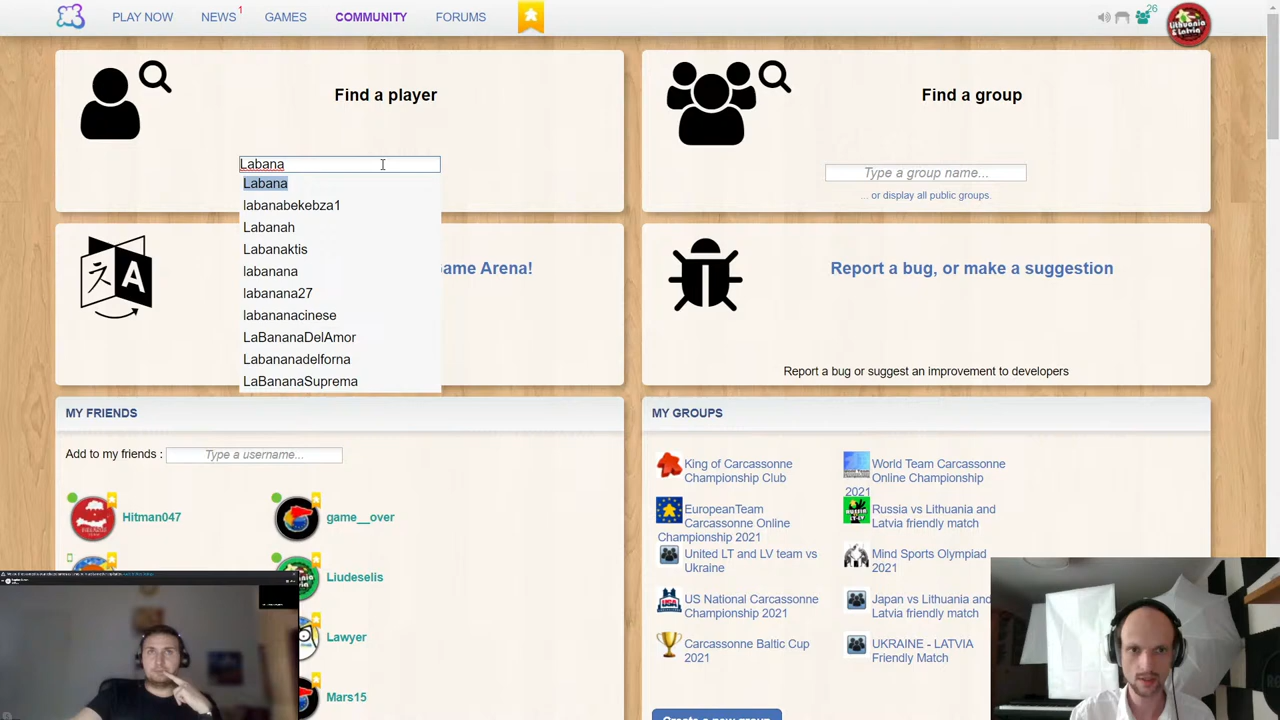 PLAY NOW
NEWS 1
GAMES
COMMUNITY
FORUMS
26
Lithuania
& Latvia
Find a player
Labana
Labana
labanabekebza1
Labanah
Labanaktis
labanana
labanana27
labananacinese
LaBananaDelAmor
Labananadelforna
LaBananaSuprema
Find a group
Type a group name...
... or display all public groups.
A
ame Arena!
Report a bug, or make a suggestion
Report a bug or suggest an improvement to developers
MY FRIENDS
Add to my friends : Type a username...
Hitman047
game__over
Liudeselis
Lawyer
Mars15
MY GROUPS
King of Carcassonne
Championship Club
World Team Carcassonne
Online Championship
2021
EuropeanTeam
Carcassonne Online
Championship 2021
Russia vs Lithuania and
Latvia friendly match
United LT and LV team vs
Ukraine
Mind Sports Olympiad
2021
US National Carcassonne
Championship 2021
Japan vs Lithuania and
Latvia friendly match
Carcassonne Baltic Cup
2021
UKRAINE - LATVIA
Friendly Match
Create a new group